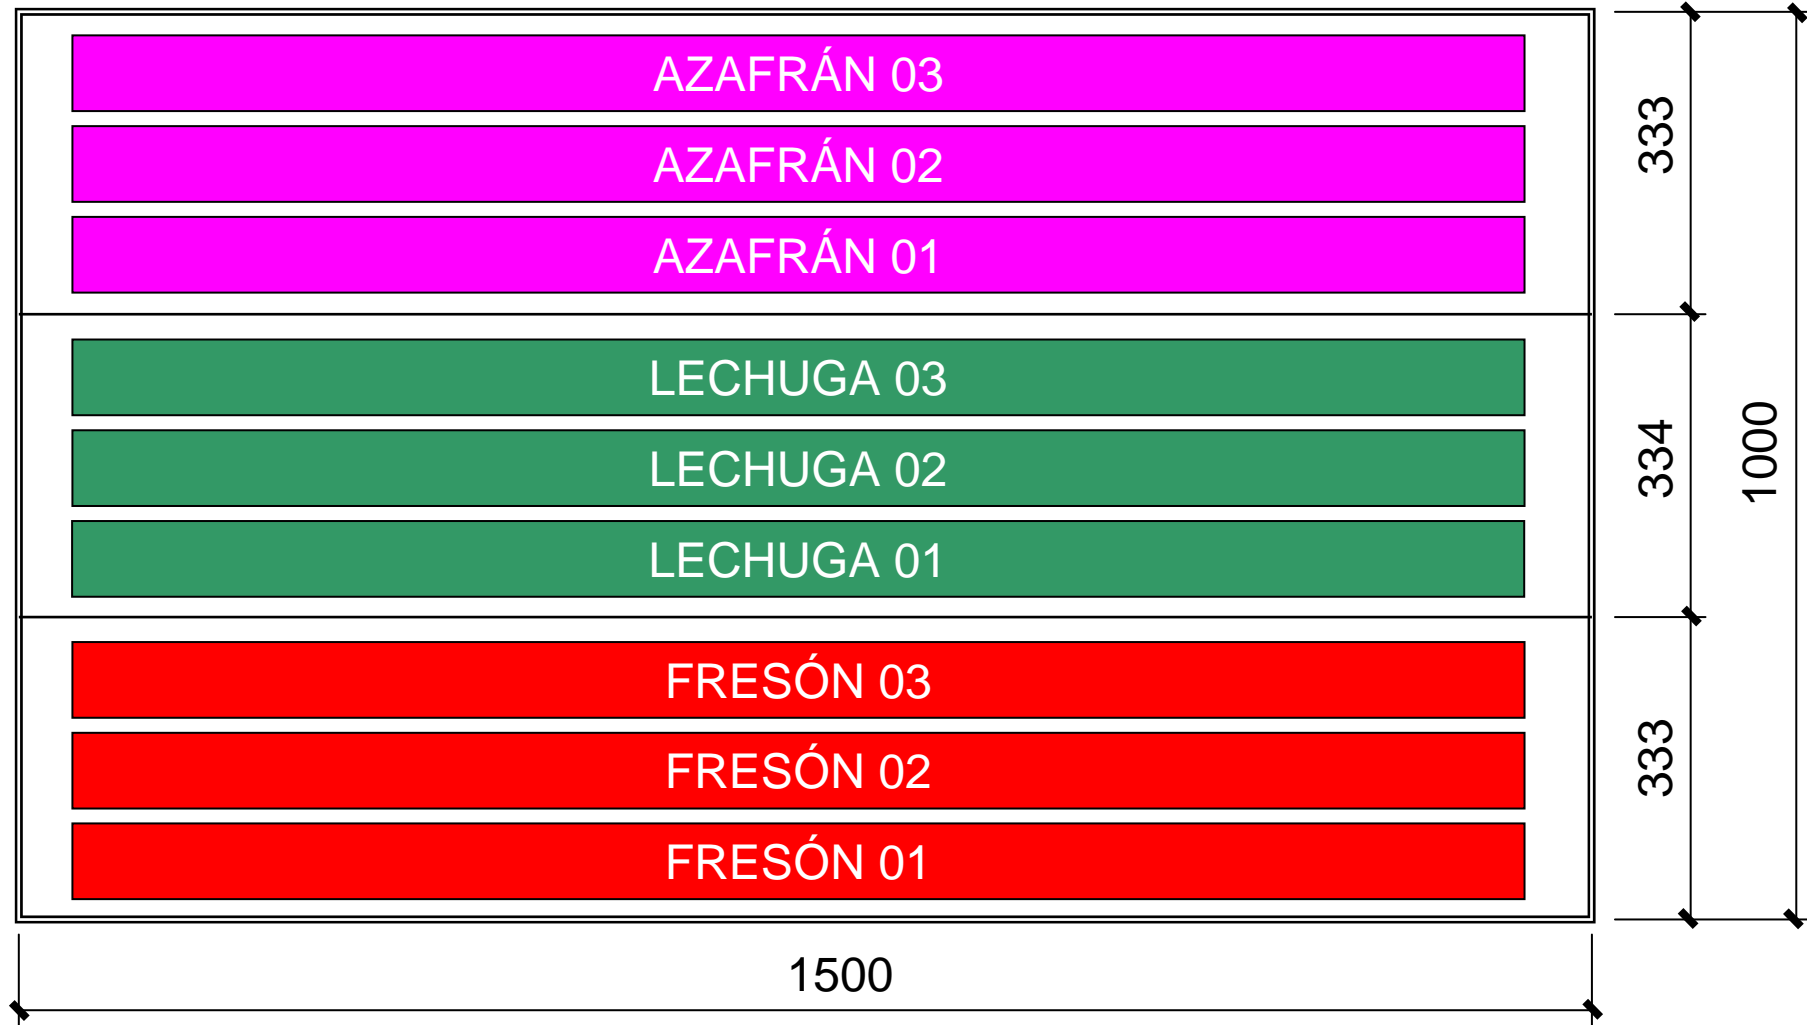 AZAFRÁN 03
AZAFRÁN 02
AZAFRÁN 01
333
LECHUGA 03
LECHUGA 02
LECHUGA 01
334
1000
FRESÓN 03
FRESÓN 02
FRESÓN 01
333
1500